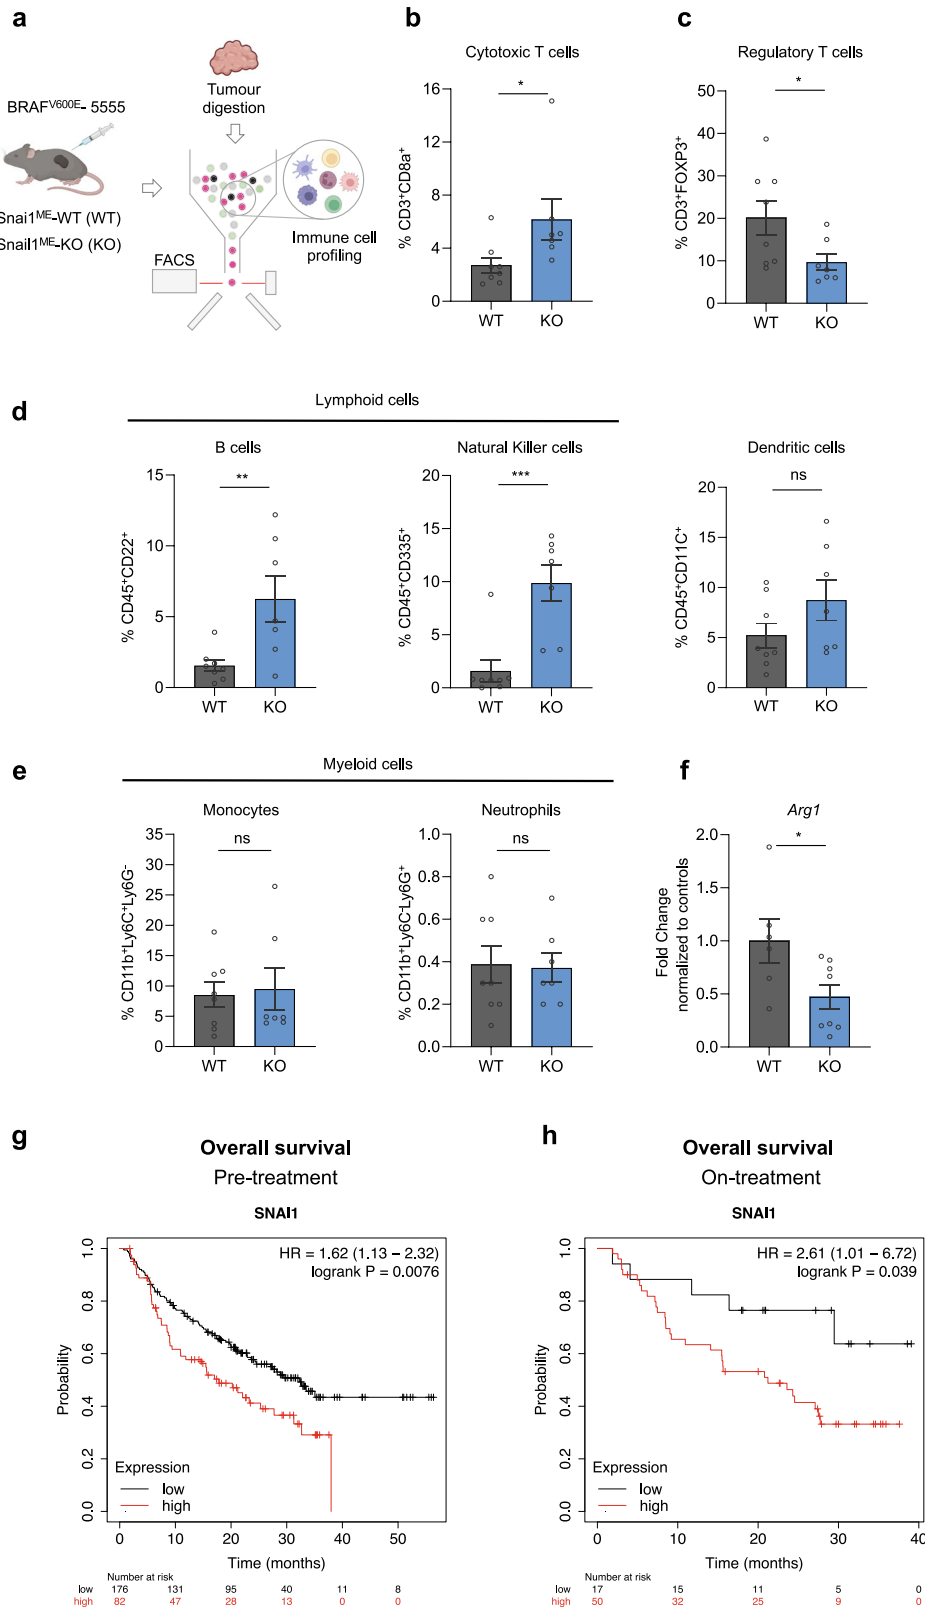 a
BRAFV600E- 5555
Snai1ME-WT (WT)
Snail1ME-KO (KO)
Tumour
digestion
FACS
Immune cell
profiling
b
Cytotoxic T cells
*
% CD3+CD8a+
16
12
8
4
0
WT KO
c
Regulatory T cells
*
% CD3+FOXP3+
50
40
30
20
10
0
WT KO
d
Lymphoid cells
B cells
**
% CD45+CD22+
15
10
5
0
WT KO
Natural Killer cells
***
% CD45+CD335+
20
15
10
5
0
WT KO
Dendritic cells
ns
% CD45+CD11C+
20
15
10
5
0
WT KO
e
Myeloid cells
Monocytes
ns
% CD11b+Ly6C+Ly6G-
35
30
25
20
15
10
5
0
WT KO
Neutrophils
ns
% CD11b+Ly6C-Ly6G+
1.0
0.8
0.6
0.4
0.2
0.0
WT KO
f
Arg1
*
Fold Change
normalized to controls
2.0
1.5
1.0
0.5
0.0
WT KO
g
Overall survival
Pre-treatment
SNAI1
HR = 1.62 (1.13 − 2.32)
logrank P = 0.0076
Probability
1.0
0.8
0.6
0.4
0.2
0.0
Expression
low
high
0 10 20 30 40 50
Time (months)
Number at risk
low 176 131 95 40 11 8
high 82 47 28 13 0 0
h
Overall survival
On-treatment
SNAI1
HR = 2.61 (1.01 − 6.72)
logrank P = 0.039
Probability
1.0
0.8
0.6
0.4
0.2
0.0
Expression
low
high
0 10 20 30 40
Time (months)
Number at risk
low 17 15 11 5 0
high 50 32 25 9 0